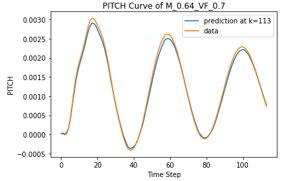 PITCH Curve of M_0.64_VF_0.7
prediction at k=113
data
PITCH
0.0030
0.0025
0.0020
0.0015
0.0010
0.0005
0.0000
−0.0005
0
20
40
60
80
100
Time Step